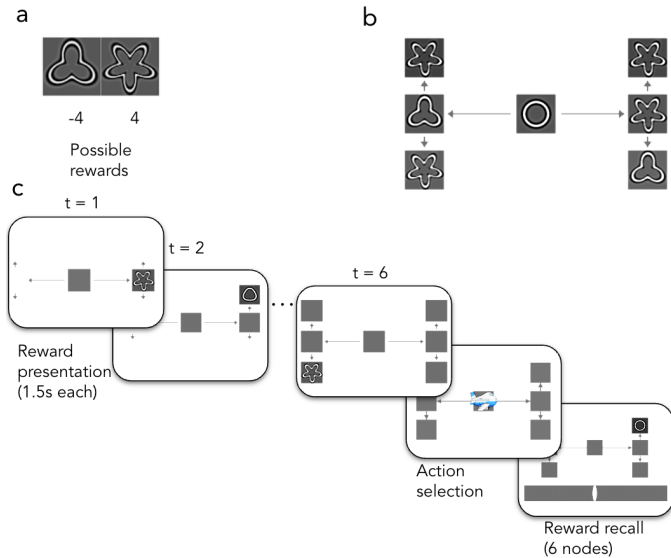 a
-4 4
Possible
rewards
b
c
t = 1
t = 2
...
t = 6
Reward
presentation
(1.5s each)
Action
selection
Reward recall
(6 nodes)